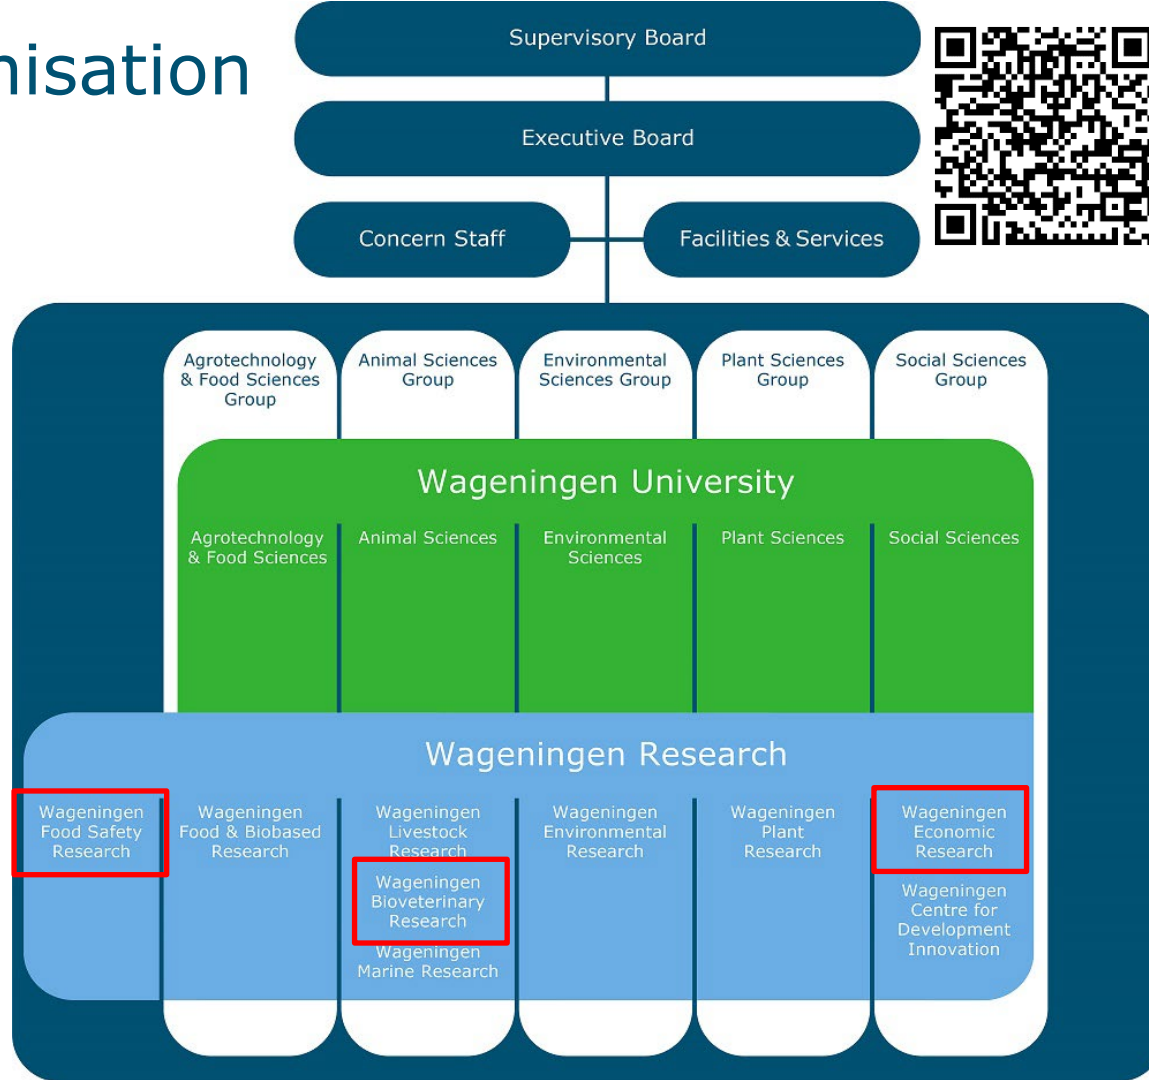 nisation
Supervisory Board
Executive Board
Concern Staff
Facilities & Services
Agrotechnology
& Food Sciences
Group
Animal Sciences
Group
Environmental
Sciences Group
Plant Sciences
Group
Social Sciences
Group
Wageningen University
Agrotechnology
& Food Sciences
Animal Sciences
Environmental
Sciences
Plant Sciences
Social Sciences
Wageningen Research
Wageningen
Food Safety
Research
Wageningen
Food & Biobased
Research
Wageningen
Livestock
Research
Wageningen
Bioveterinary
Research
Wageningen
Marine Research
Wageningen
Environmental
Research
Wageningen
Plant
Research
Wageningen
Economic
Research
Wageningen
Centre for
Development
Innovation